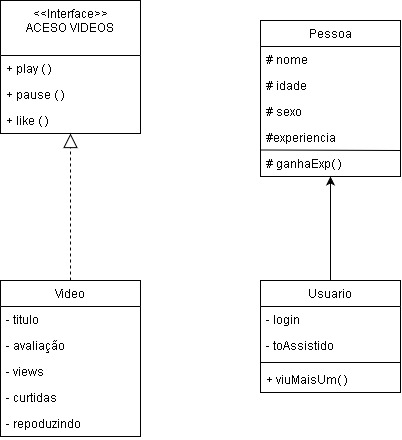 <<Interface>>
ACESO VIDEOS
+ play ( )
+ pause ( )
+ like ( )
Pessoa
# nome
# idade
# sexo
#experiencia
# ganhaExp( )
Video
- titulo
- avaliação
- views
- curtidas
- repoduzindo
Usuario
- login
- toAssistido
+ viuMaisUm( )